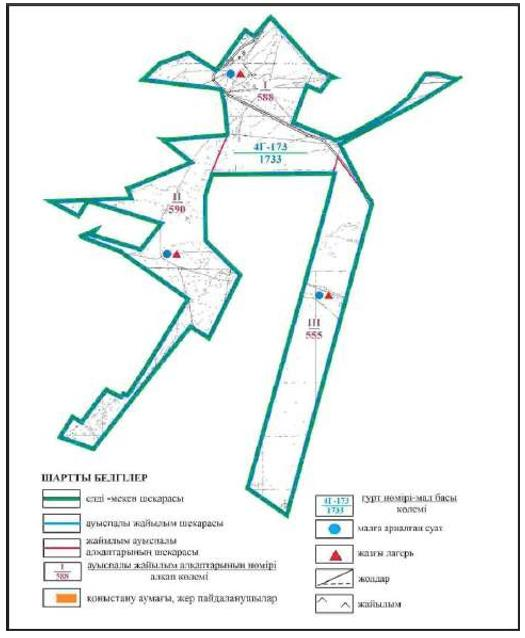 I
588
4Г-173
1733
II
590
III
555
ШАРТТЫ БЕЛГІЛЕР
елді -мекен шекарасы
ауыспалы жайылым шекарасы
жайылым ауыспалы
алқаптарының шекарасы
I
588
ауыспалы жайылым алқаптарының номірі
алқап көлемі
қоныстану аумағы, жер пайдаланушылар
4Г-173
1733
гурт номірі-мал басы
көлемі
малға арналған суат
жазғы лагерь
жолдар
жайылым